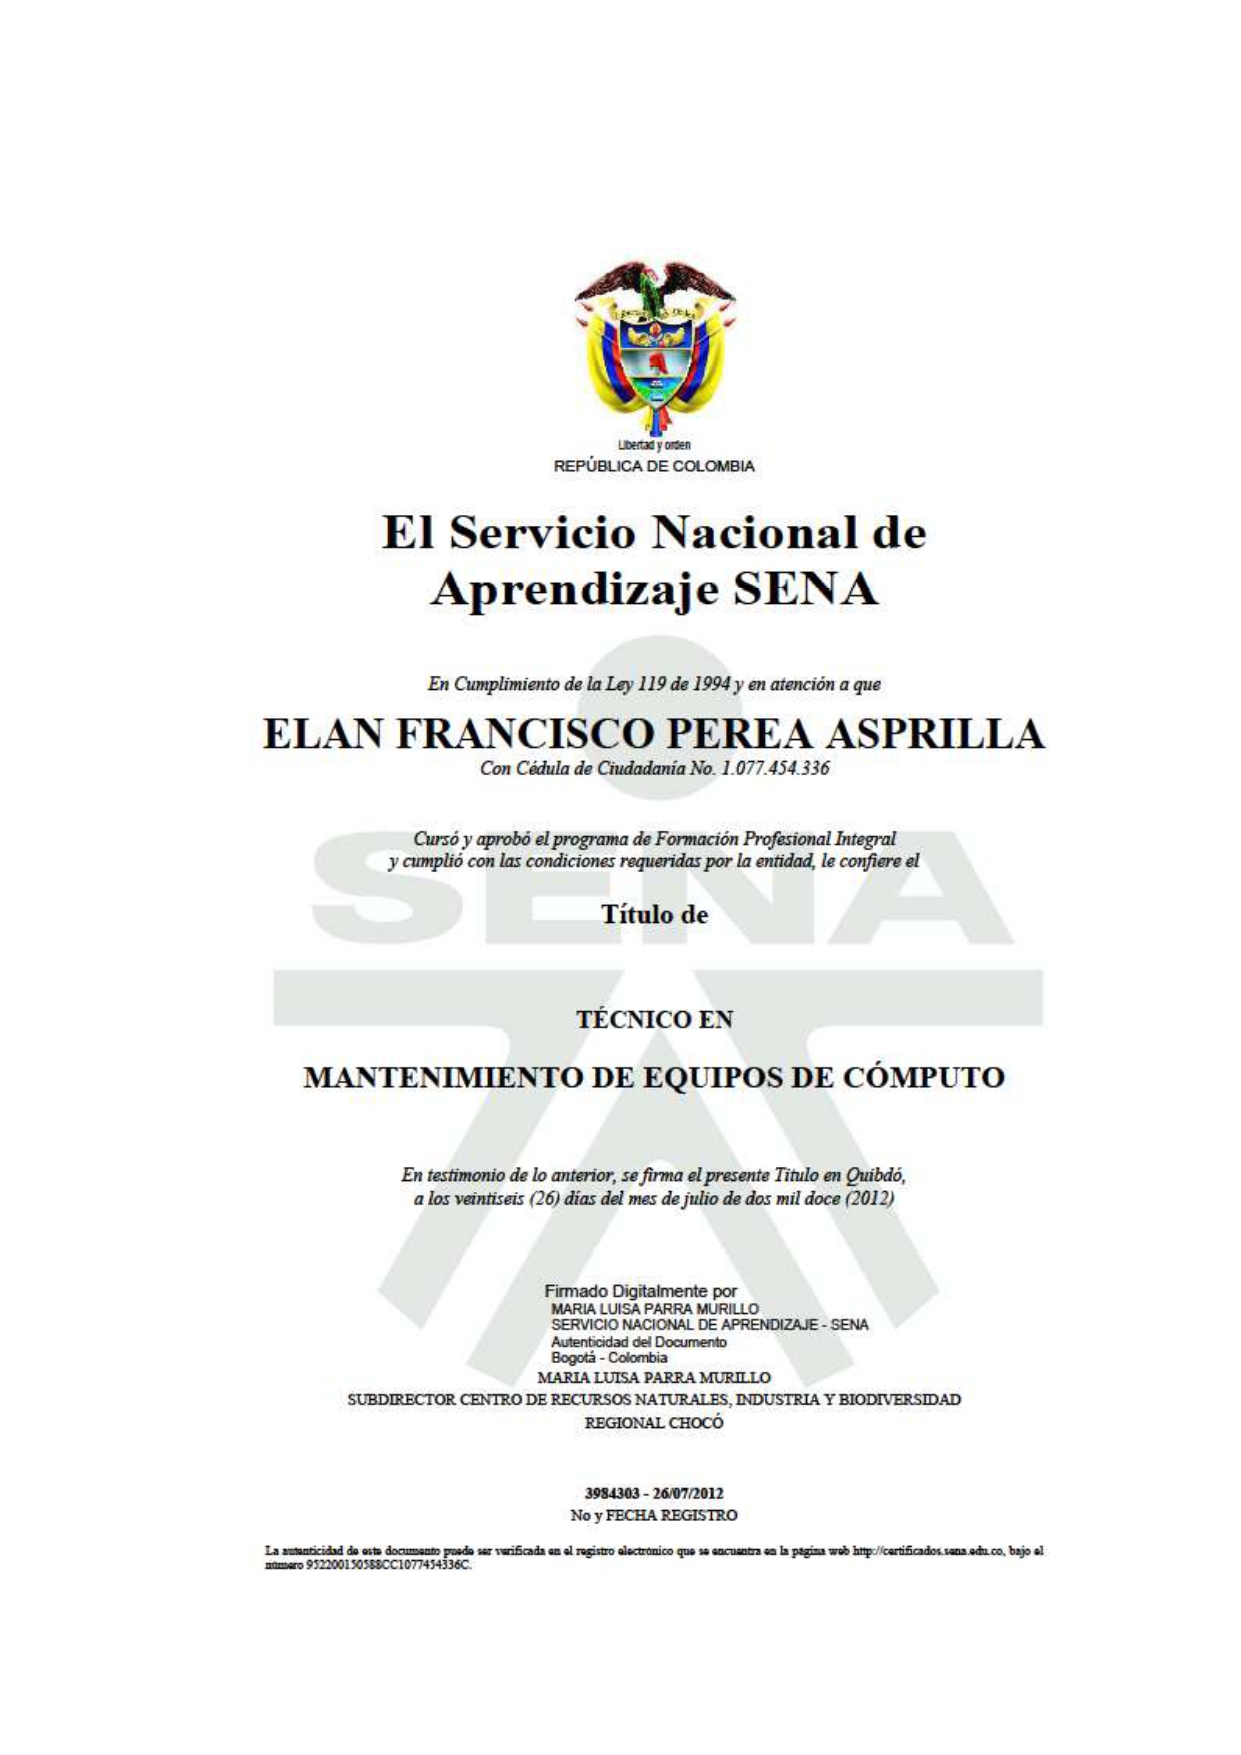 Libertad y orden
REPÚBLICA DE COLOMBIA
El Servicio Nacional de
Aprendizaje SENA
En Cumplimiento de la Ley 119 de 1994 y en atención a que
ELAN FRANCISCO PEREA ASPRILLA
Con Cédula de Ciudadanía No. 1.077.454.336
Cursó y aprobó el programa de Formación Profesional Integral
y cumplió con las condiciones requeridas por la entidad, le confiere el
SENA
Título de
TÉCNICO EN
MANTENIMIENTO DE EQUIPOS DE CÓMPUTO
En testimonio de lo anterior, se firma el presente Titulo en Quibdó,
a los veintiseis (26) días del mes de julio de dos mil doce (2012)
Firmado Digitalmente por
MARIA LUISA PARRA MURILLO
SERVICIO NACIONAL DE APRENDIZAJE - SENA
Autenticidad del Documento
Bogotá - Colombia
MARIA LUISA PARRA MURILLO
SUBDIRECTOR CENTRO DE RECURSOS NATURALES, INDUSTRIA Y BIODIVERSIDAD
REGIONAL CHOCÓ
3984303 - 26/07/2012
No y FECHA REGISTRO
La autenticidad de este documento puede ser verificada en el registro electrónico que se encuentra en la página web http://certificados.sena.edu.co, bajo el
número 952200150588CC1077454336C.